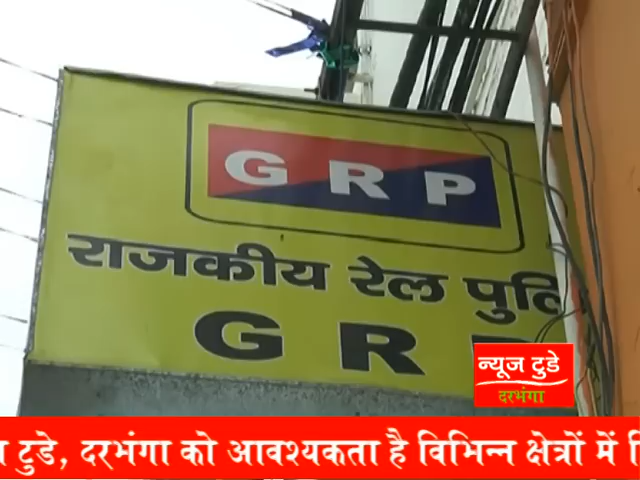 GRP
राजकीय रेल
GR
न्यूज टुडे
दरभंगा
टुडे, दरभंगा को आवश्यकता है विभिन्न क्षेत्रों में